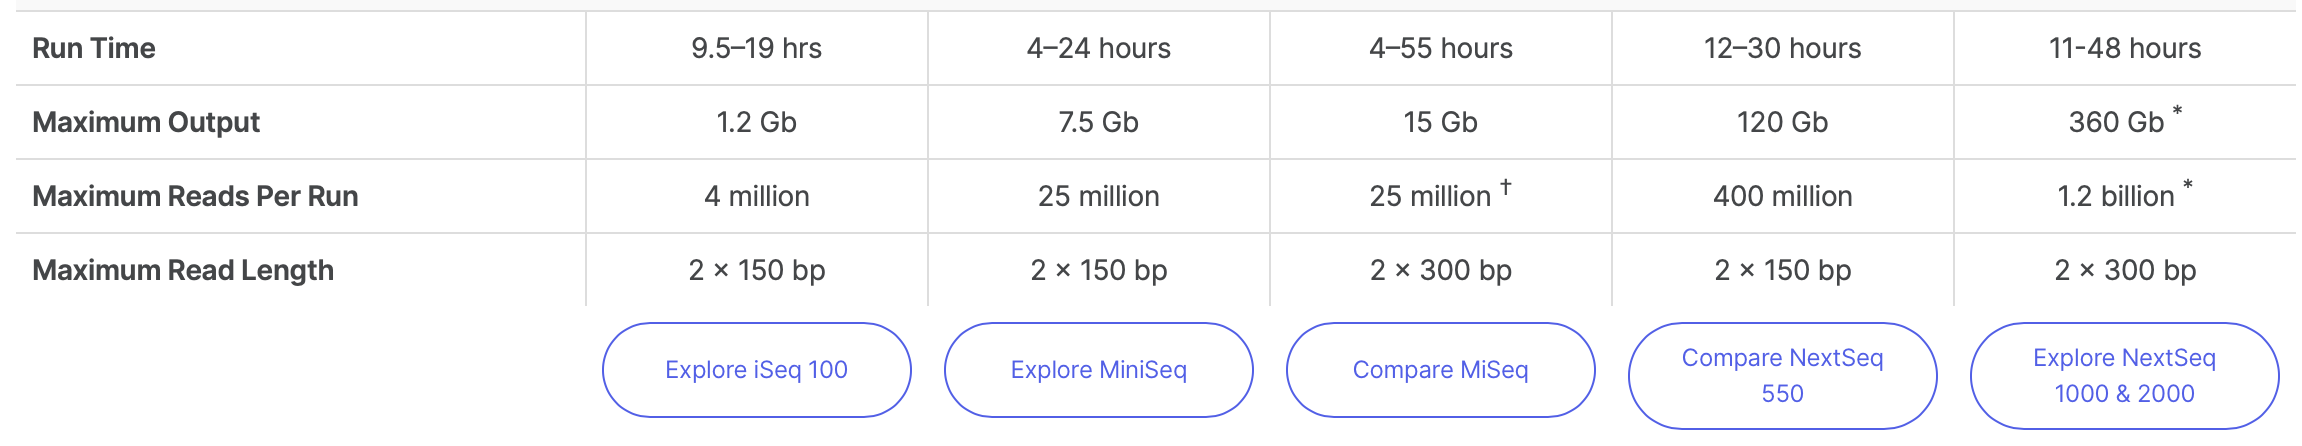 Run Time 9.5–19 hrs 4–24 hours 4–55 hours 12–30 hours 11-48 hours
Maximum Output 1.2 Gb 7.5 Gb 15 Gb 120 Gb 360 Gb *
Maximum Reads Per Run 4 million 25 million 25 million † 400 million 1.2 billion *
Maximum Read Length 2 × 150 bp 2 × 150 bp 2 × 300 bp 2 × 150 bp 2 × 300 bp
Explore iSeq 100
Explore MiniSeq
Compare MiSeq
Compare NextSeq
550
Explore NextSeq
1000 & 2000